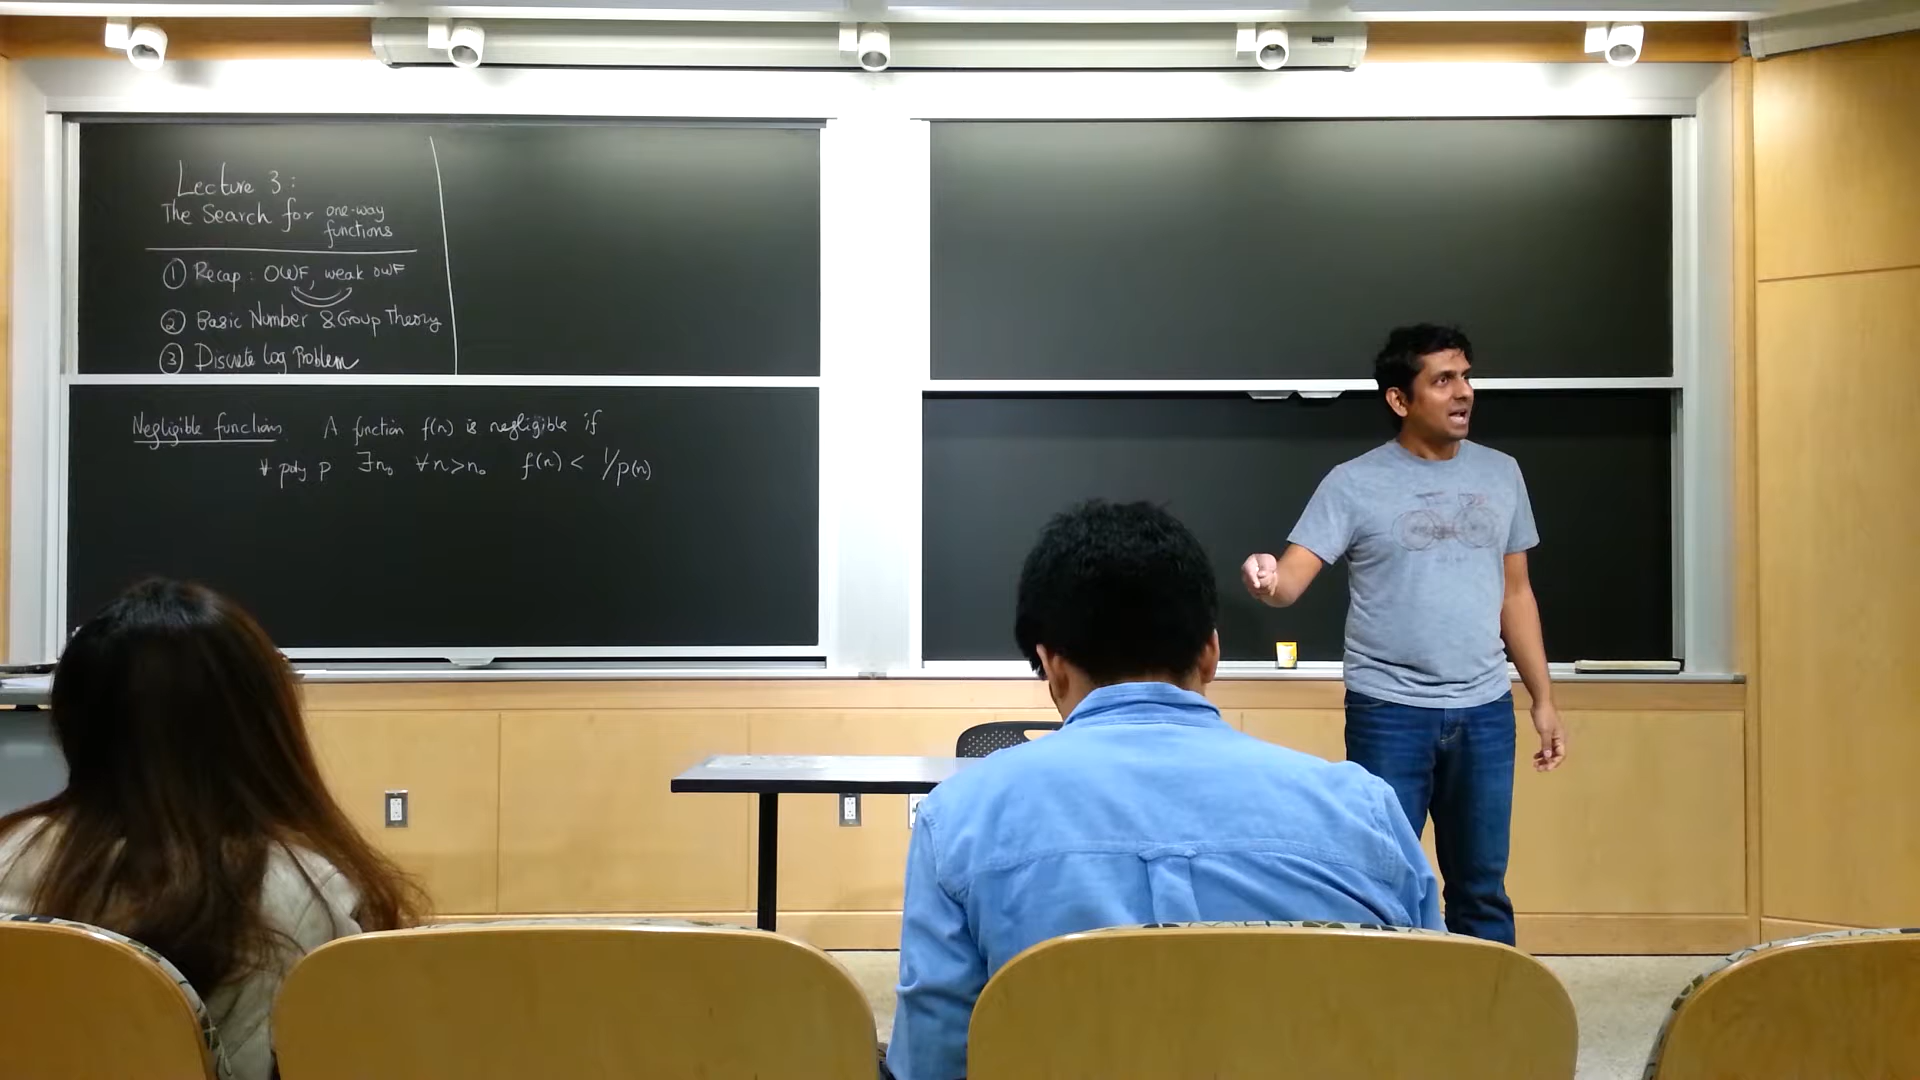 Lecture 3:
The Search for one-way functions
① Recap: OWF, weak OWF
② Basic Number & Group Theory
③ Discrete Log Problem
Negligible functions A function f(n) is negligible if
∀ poly p ∃n₀ ∀n>n₀ f(n) < 1/p(n)